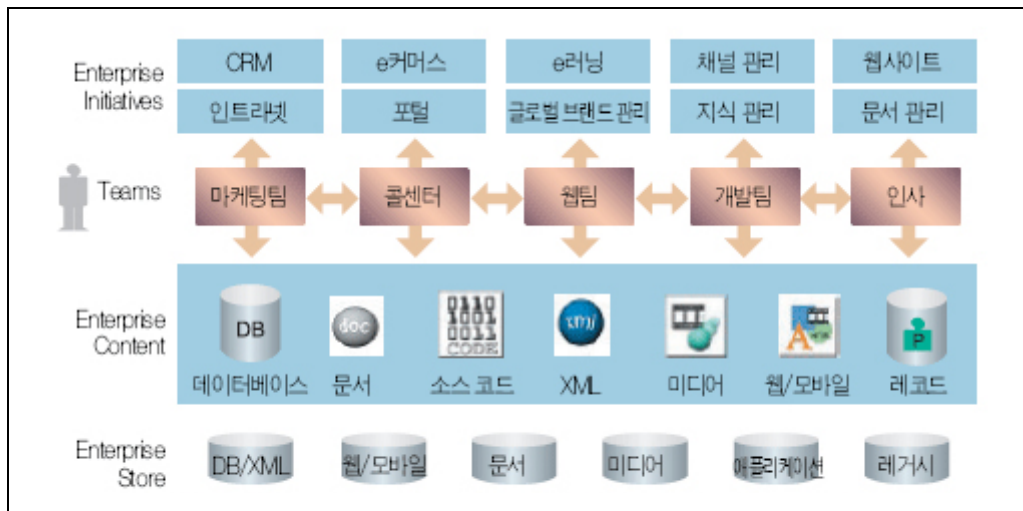 Enterprise
Initiatives
CRM
e커머스
e러닝
채널 관리
웹사이트
인트라넷
포털
글로벌 브랜드 관리
지식 관리
문서 관리
Teams
마케팅팀
콜센터
웹팀
개발팀
인사
Enterprise
Content
DB
doc
0110
1001
0011
CODE
xml
A
P
데이터베이스
문서
소스 코드
XML
미디어
웹/모바일
레코드
Enterprise
Store
DB/XML
웹/모바일
문서
미디어
애플리케이션
레거시